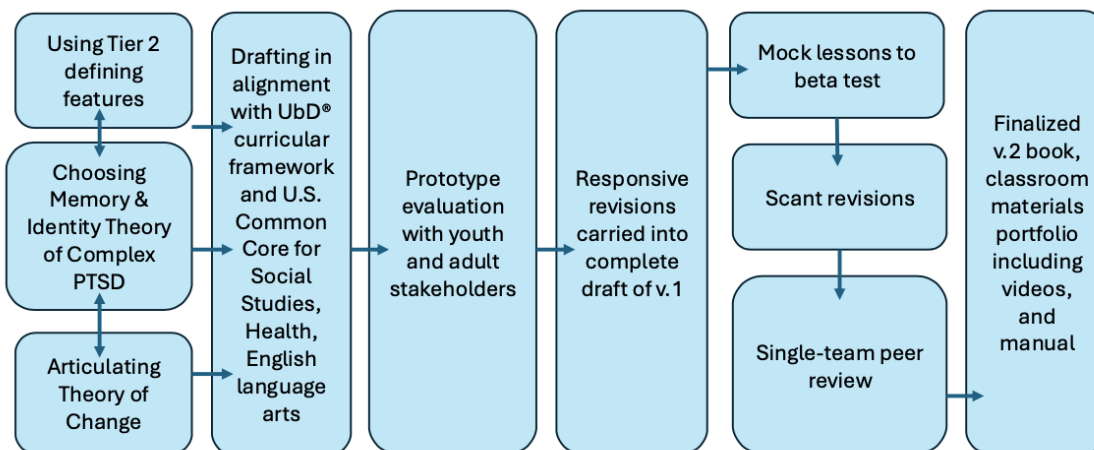 Using Tier 2
defining
features
Choosing
Memory &
Identity Theory
of Complex
PTSD
Articulating
Theory of
Change
Drafting in
alignment
with UbD®
curricular
framework
and U.S.
Common
Core for
Social
Studies,
Health,
English
language
arts
Prototype
evaluation
with youth
and adult
stakeholders
Responsive
revisions
carried into
complete
draft of v.1
Mock lessons to
beta test
Scant revisions
Single-team peer
review
Finalized
v.2 book,
classroom
materials
portfolio
including
videos,
and
manual